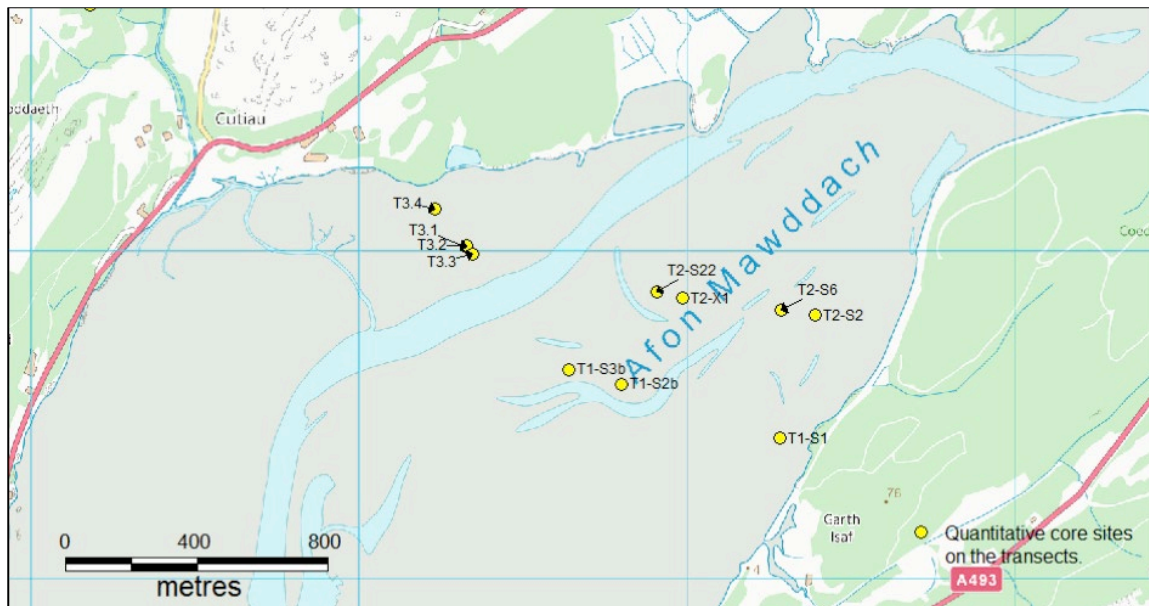 oddaeth
Cutiau
T3.4
T3.1
T3.2
T3.3
Afon Mawddach
T2-S22
T2-X1
T2-S6
T2-S2
T1-S3b
T1-S2b
T1-S1
Coed
76
Garth
Isaf
4
Quantitative core sites
on the transects.
A493
0 400 800
metres